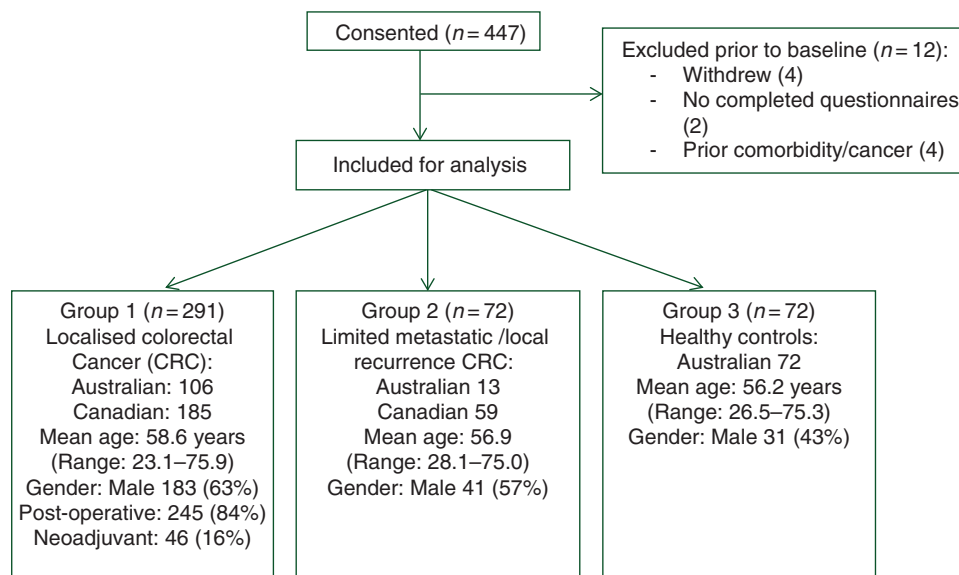 Consented (n = 447)
Excluded prior to baseline (n = 12):
- Withdrew (4)
- No completed questionnaires
(2)
- Prior comorbidity/cancer (4)
Included for analysis
Group 1 (n = 291)
Localised colorectal
Cancer (CRC):
Australian: 106
Canadian: 185
Mean age: 58.6 years
(Range: 23.1–75.9)
Gender: Male 183 (63%)
Post-operative: 245 (84%)
Neoadjuvant: 46 (16%)
Group 2 (n = 72)
Limited metastatic /local
recurrence CRC:
Australian 13
Canadian 59
Mean age: 56.9
(Range: 28.1–75.0)
Gender: Male 41 (57%)
Group 3 (n = 72)
Healthy controls:
Australian 72
Mean age: 56.2 years
(Range: 26.5–75.3)
Gender: Male 31 (43%)